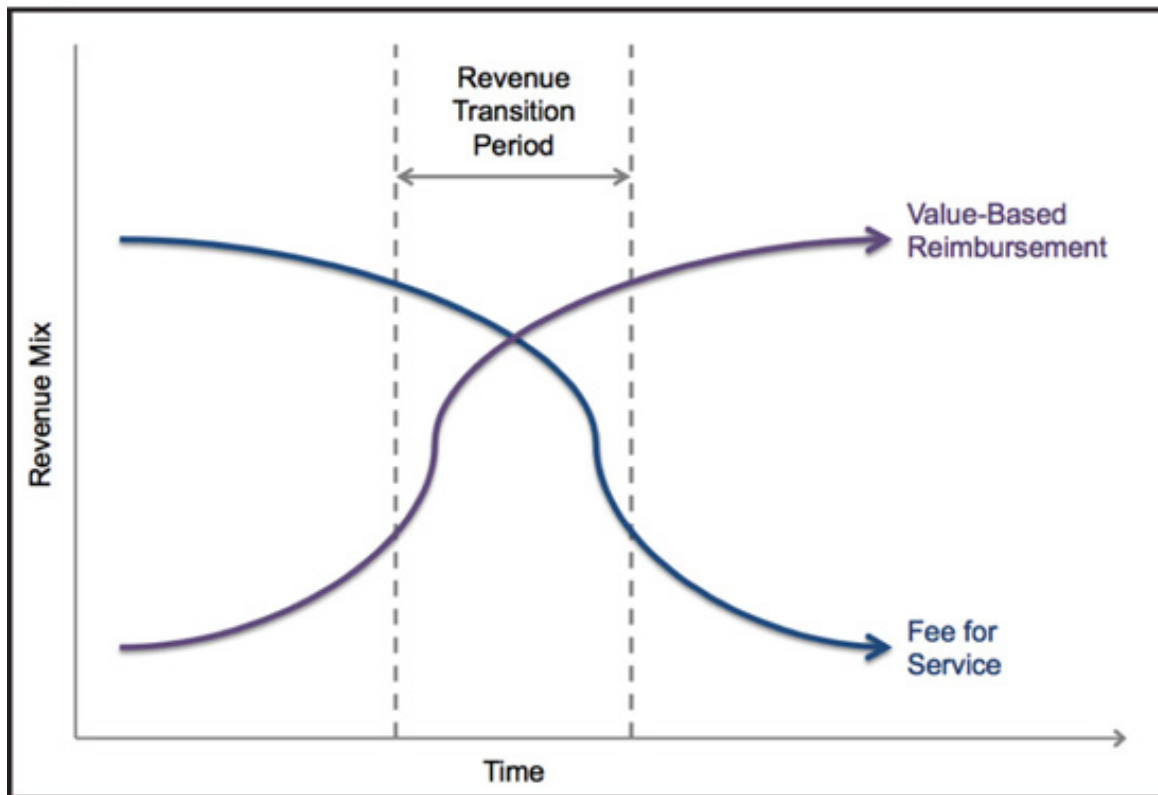 Revenue
Transition
Period
Value-Based
Reimbursement
Revenue Mix
Fee for
Service
Time